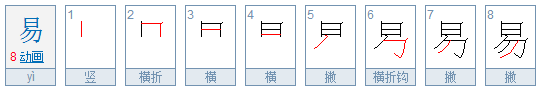 易 1 2 3 4 5 6 7 8
8 动画
yì 竖 横折 横 横 撇 横折钩 撇 撇